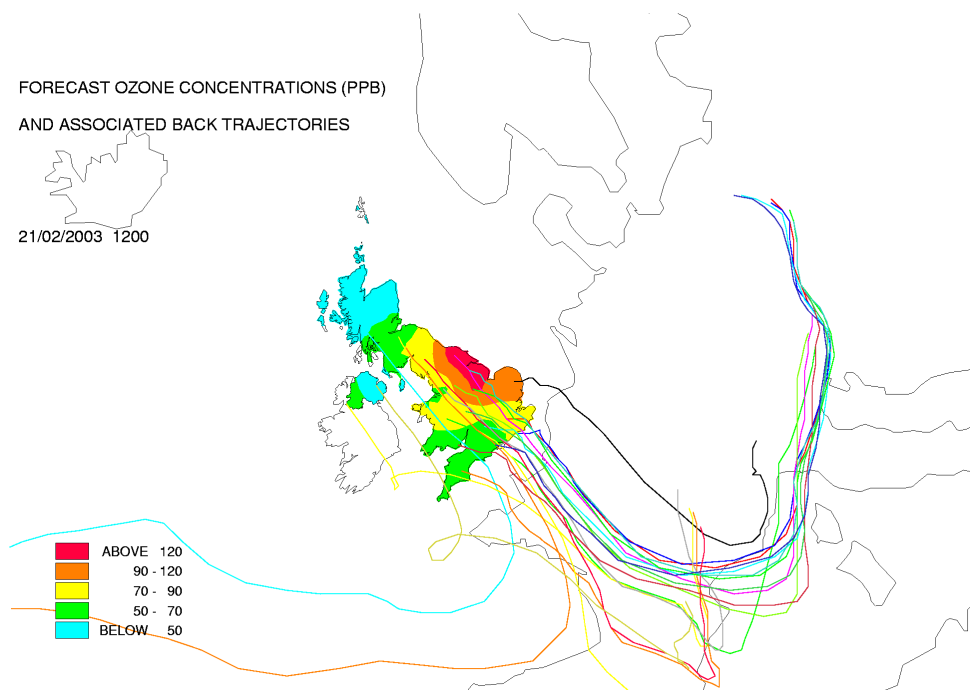 FORECAST OZONE CONCENTRATIONS (PPB)
AND ASSOCIATED BACK TRAJECTORIES
21/02/2003 1200
ABOVE 120
90 - 120
70 - 90
50 - 70
BELOW 50